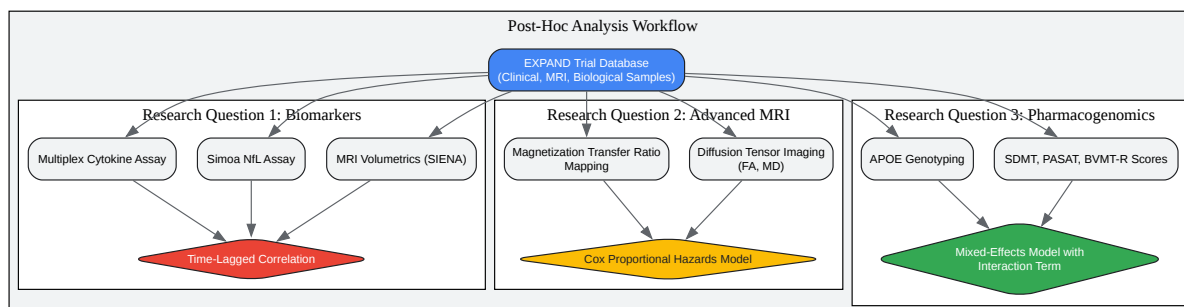 Post-Hoc Analysis Workflow
EXPAND Trial Database
(Clinical, MRI, Biological Samples)
Research Question 1: Biomarkers
Multiplex Cytokine Assay
Simoa NfL Assay
MRI Volumetrics (SIENA)
Time-Lagged Correlation
Research Question 2: Advanced MRI
Magnetization Transfer Ratio
Mapping
Diffusion Tensor Imaging
(FA, MD)
Cox Proportional Hazards Model
Research Question 3: Pharmacogenomics
APOE Genotyping
SDMT, PASAT, BVMT-R Scores
Mixed-Effects Model with
Interaction Term